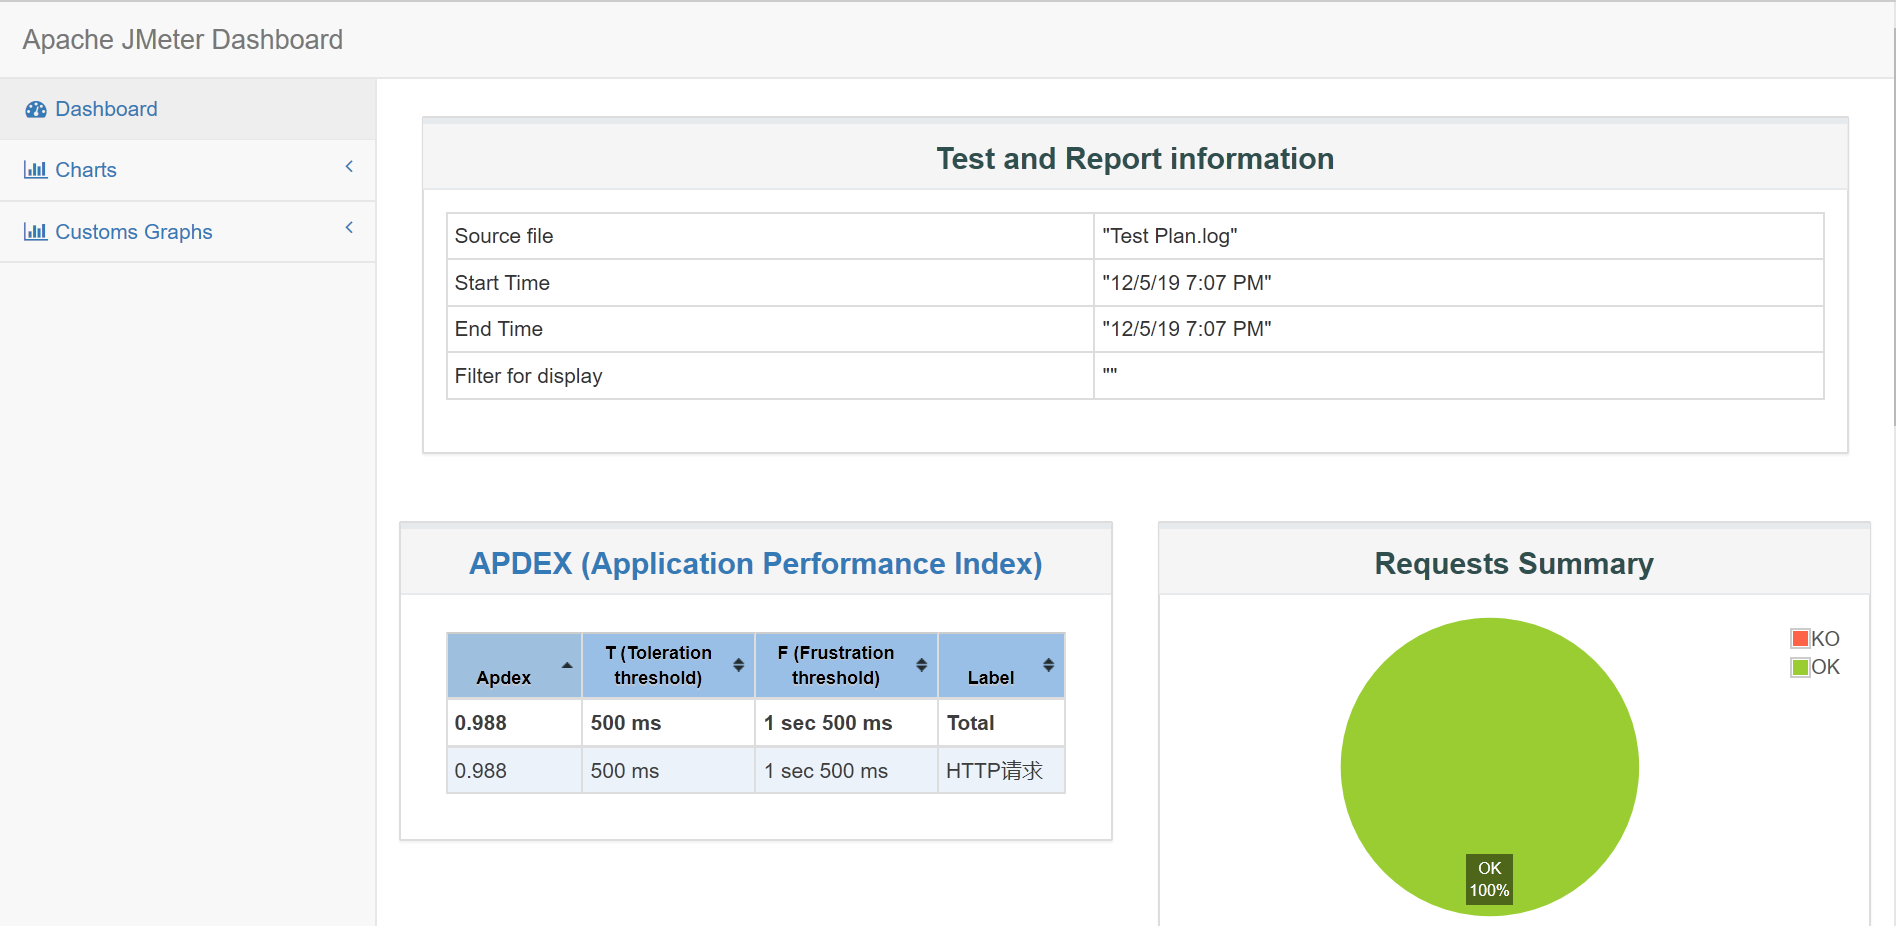 Apache JMeter Dashboard
Dashboard
Charts
Customs Graphs
Test and Report information
Source file "Test Plan.log"
Start Time "12/5/19 7:07 PM"
End Time "12/5/19 7:07 PM"
Filter for display ""
APDEX (Application Performance Index)
Apdex T (Toleration threshold) F (Frustration threshold) Label
0.988 500 ms 1 sec 500 ms Total
0.988 500 ms 1 sec 500 ms HTTP请求
Requests Summary
KO
OK
OK
100%